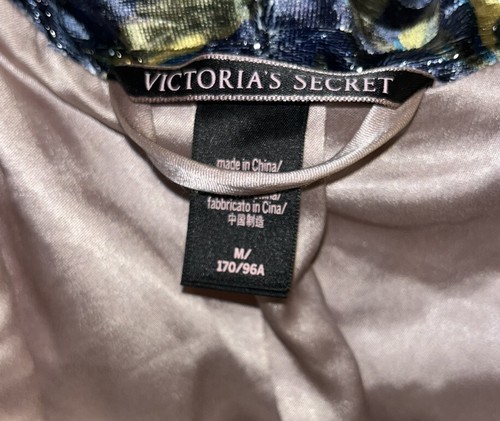 VICTORIA'S SECRET
made in China/
fabbricato in Cina/
中国制造
M/
170/96A